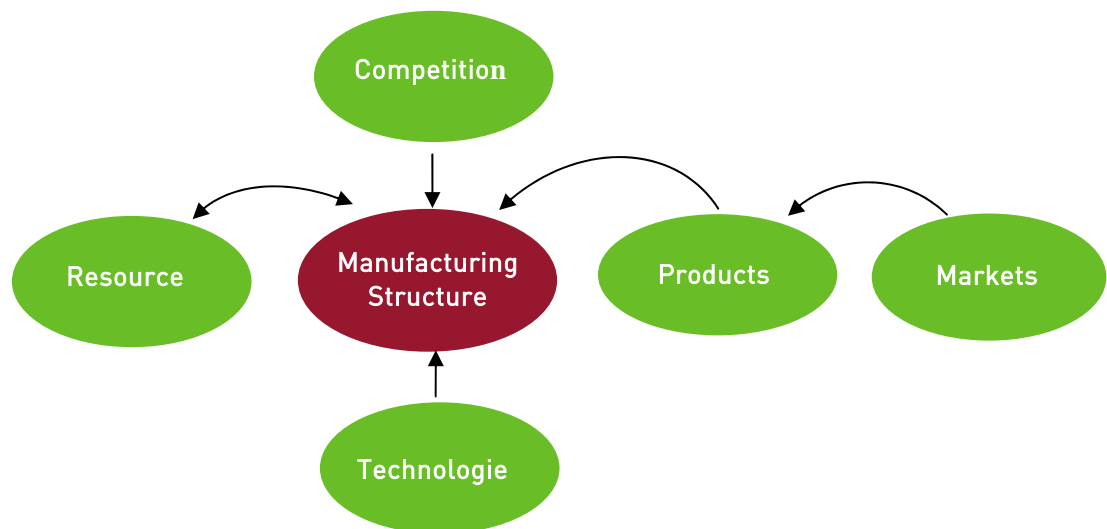 Competition
Manufacturing
Structure
Resource
Products
Markets
Technologie